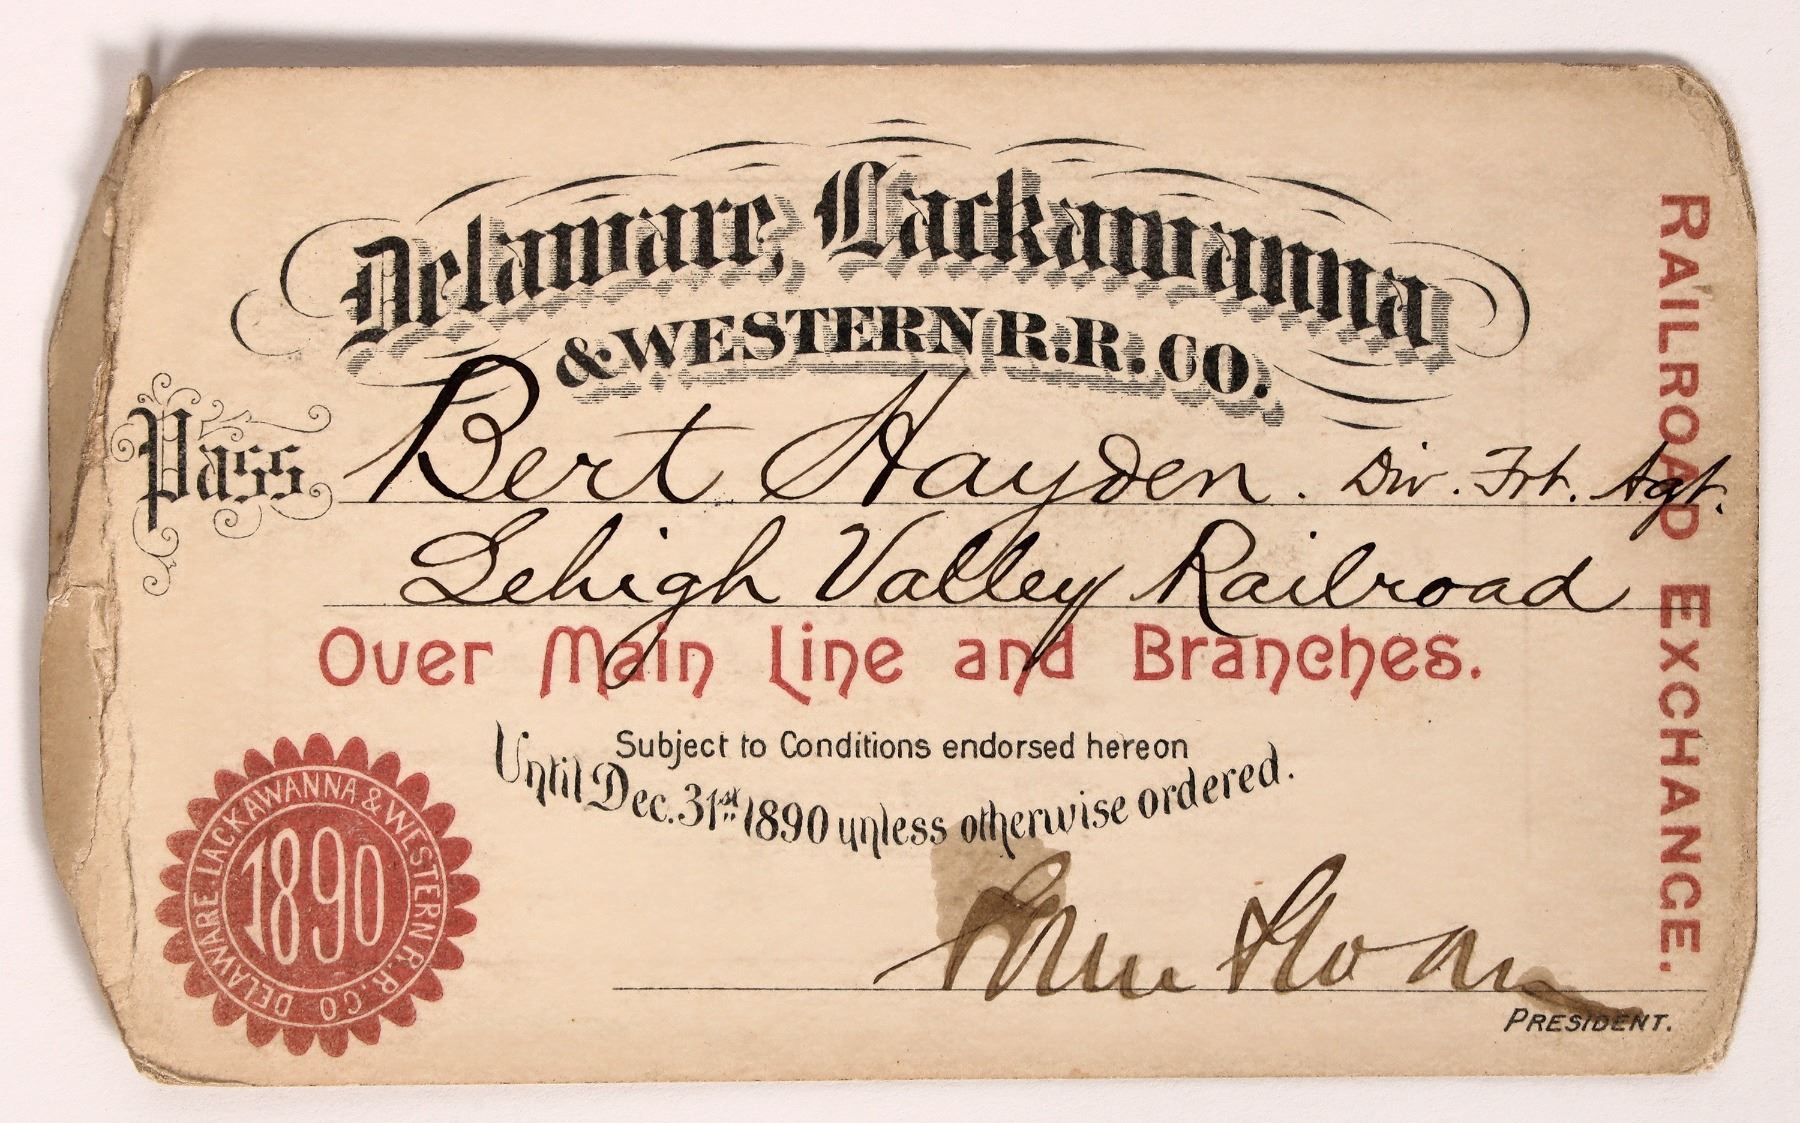 Delaware, Lackawanna
& WESTERN R.R. CO.
Pass Bert Hayden. Div. Frt. Agt.
Lehigh Valley Railroad
Over Main Line and Branches.
Subject to Conditions endorsed hereon
Until Dec. 31st 1890 unless otherwise ordered.
Sam Sloan
PRESIDENT.
RAILROAD EXCHANGE.
DELAWARE LACKAWANNA & WESTERN R.R. CO
1890